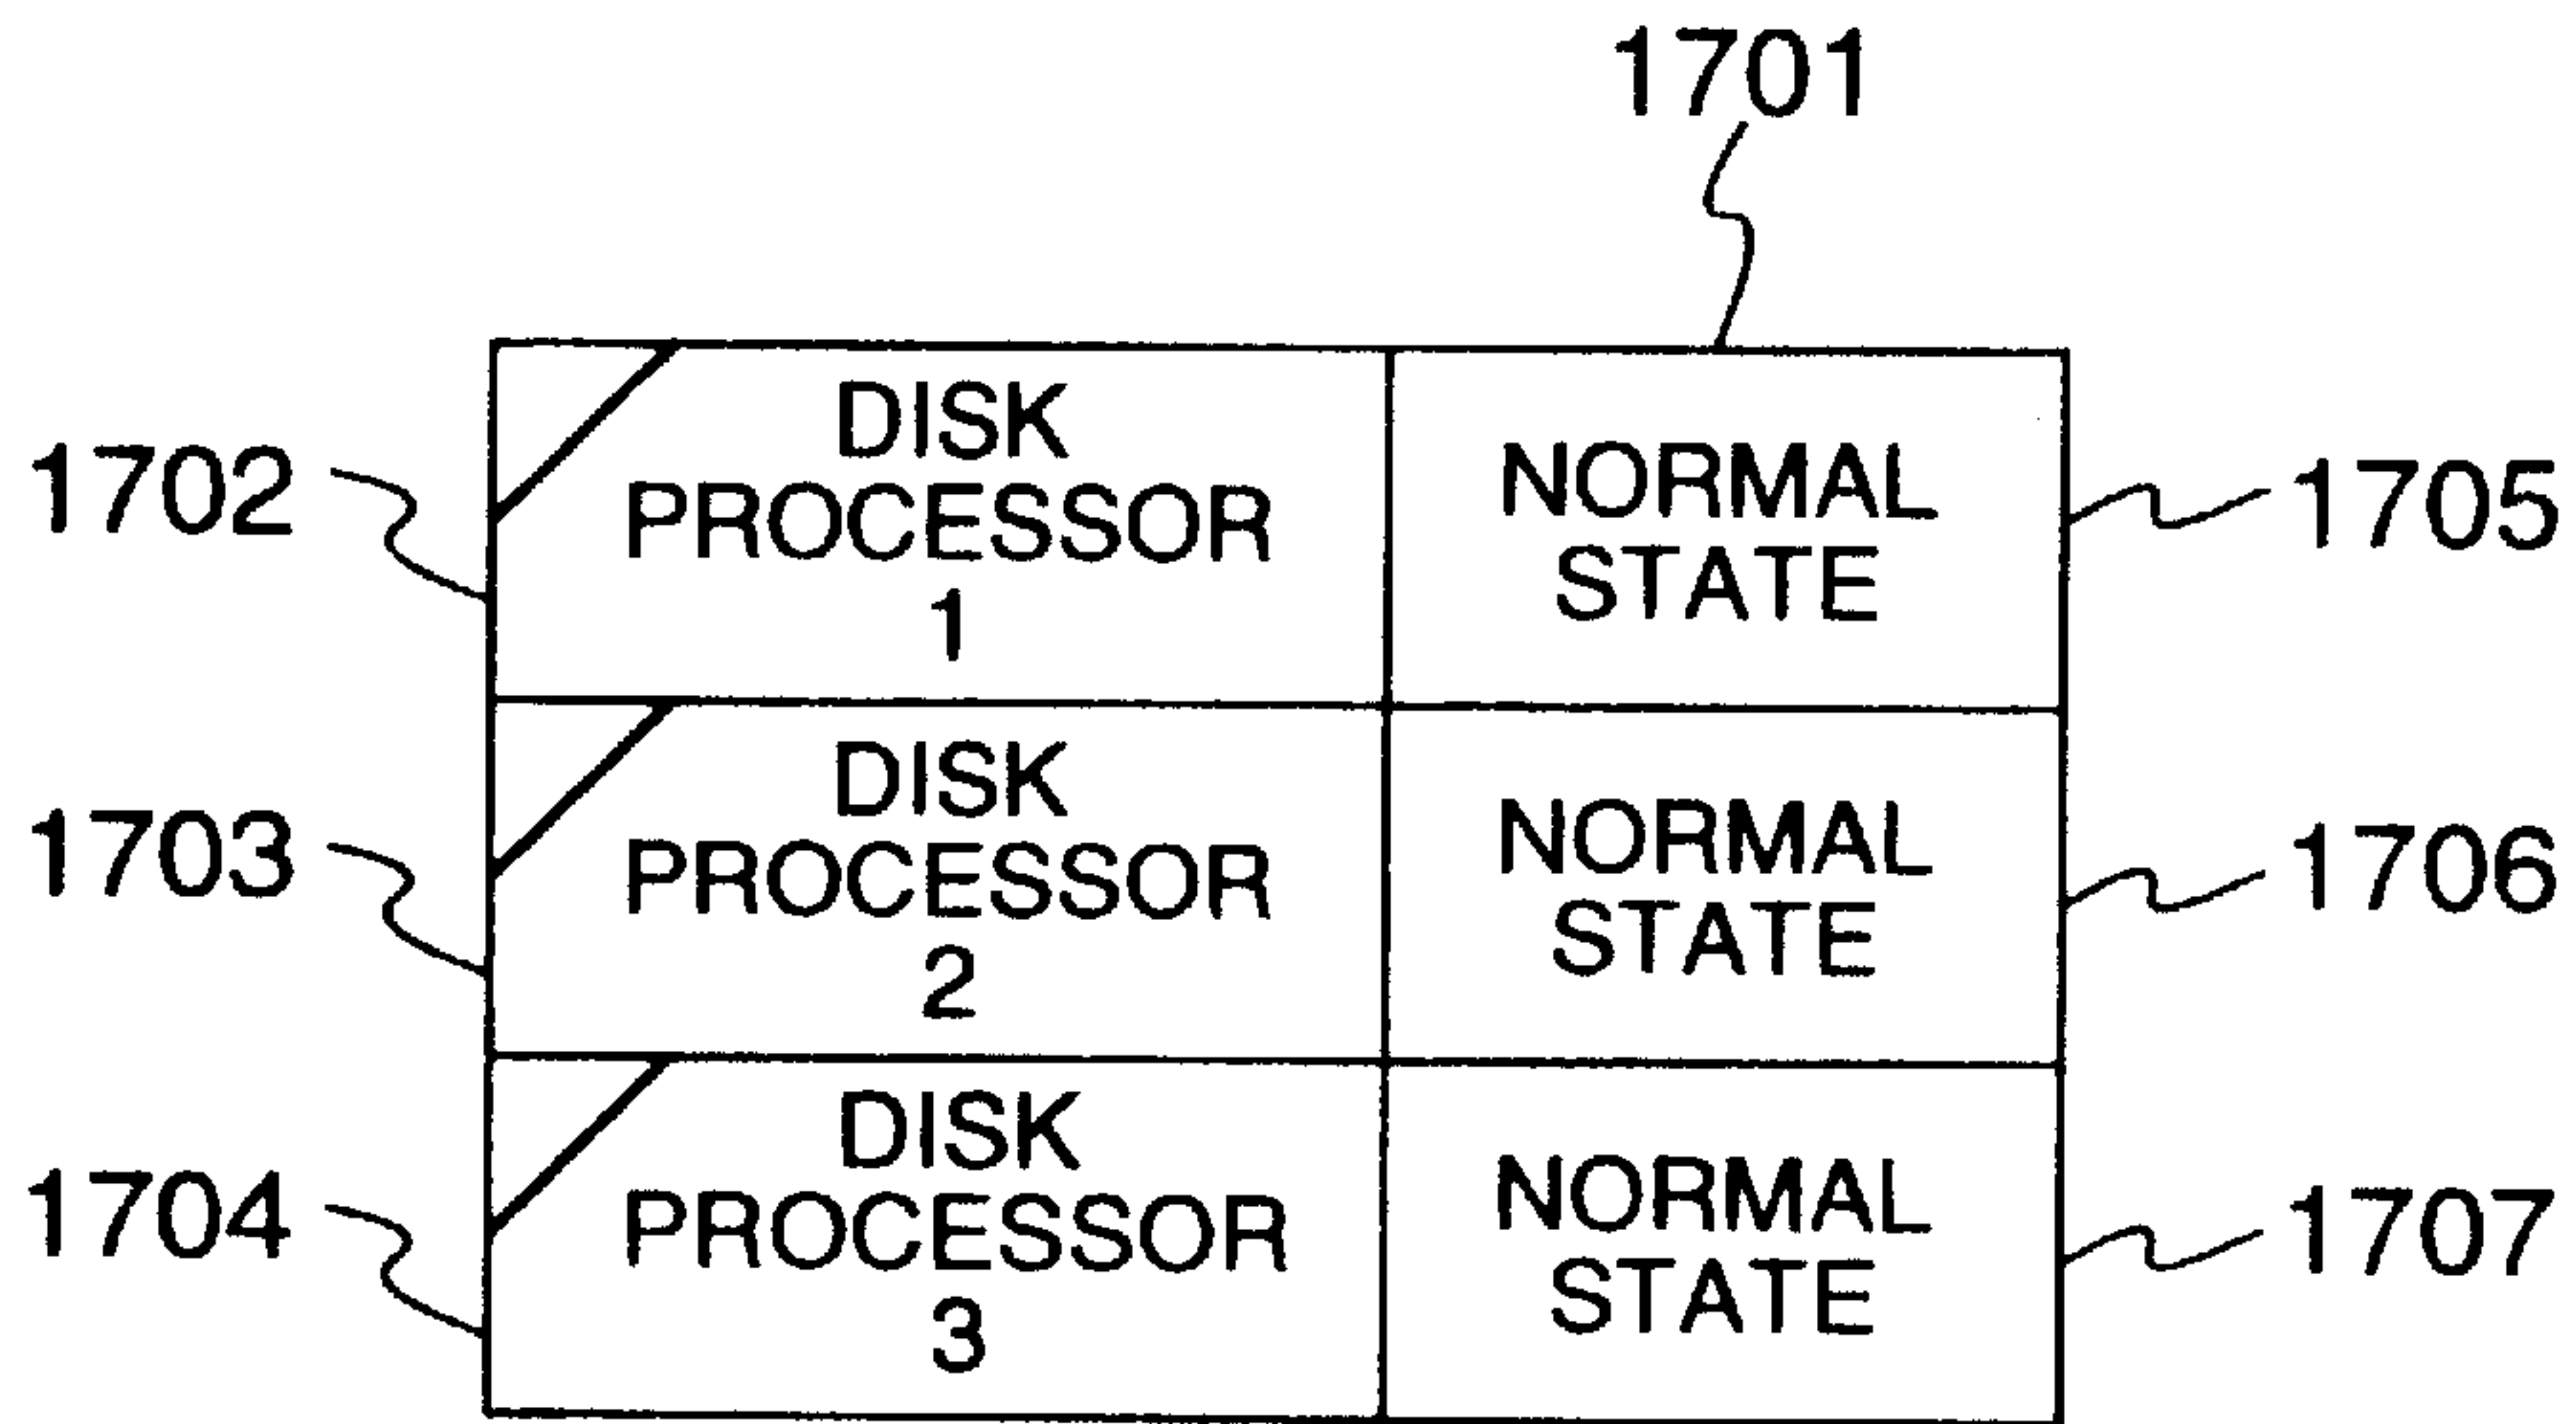 1701
1702
DISK
PROCESSOR
1
NORMAL
STATE
1705
1703
DISK
PROCESSOR
2
NORMAL
STATE
1706
1704
DISK
PROCESSOR
3
NORMAL
STATE
1707